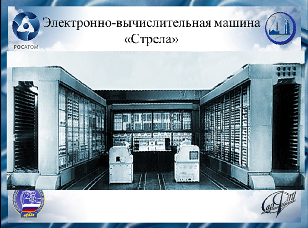 Электронно-вычислительная машина
«Стрела»
РОСАТОМ